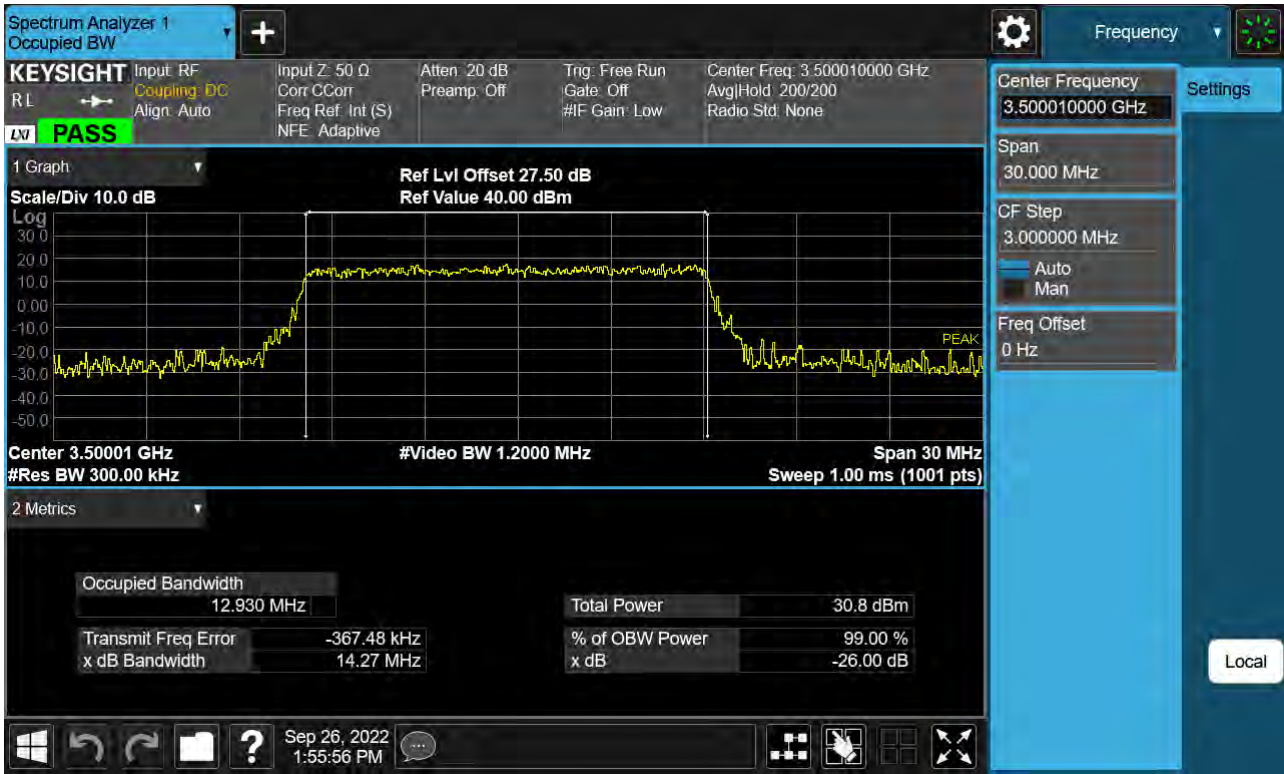 Spectrum Analyzer 1
Occupied BW
Frequency
KEYSIGHT
RL
LXI
PASS
Input: RF
Coupling: DC
Align: Auto
Input Z: 50 Ω
Corr CCorr
Freq Ref: Int (S)
NFE: Adaptive
Atten: 20 dB
Preamp: Off
Trig: Free Run
Gate: Off
#IF Gain: Low
Center Freq: 3.500010000 GHz
Avg|Hold: 200/200
Radio Std: None
Center Frequency
3.500010000 GHz
Settings
Span
30.000 MHz
CF Step
3.000000 MHz
Auto
Man
Freq Offset
0 Hz
Local
1 Graph
Scale/Div 10.0 dB
Ref Lvl Offset 27.50 dB
Ref Value 40.00 dBm
Log
30.0
20.0
10.0
0.00
-10.0
-20.0
-30.0
-40.0
-50.0
PEAK
Center 3.50001 GHz
#Video BW 1.2000 MHz
Span 30 MHz
#Res BW 300.00 kHz
Sweep 1.00 ms (1001 pts)
2 Metrics
Occupied Bandwidth
12.930 MHz
Transmit Freq Error -367.48 kHz
x dB Bandwidth 14.27 MHz
Total Power 30.8 dBm
% of OBW Power 99.00 %
x dB -26.00 dB
?
Sep 26, 2022
1:55:56 PM